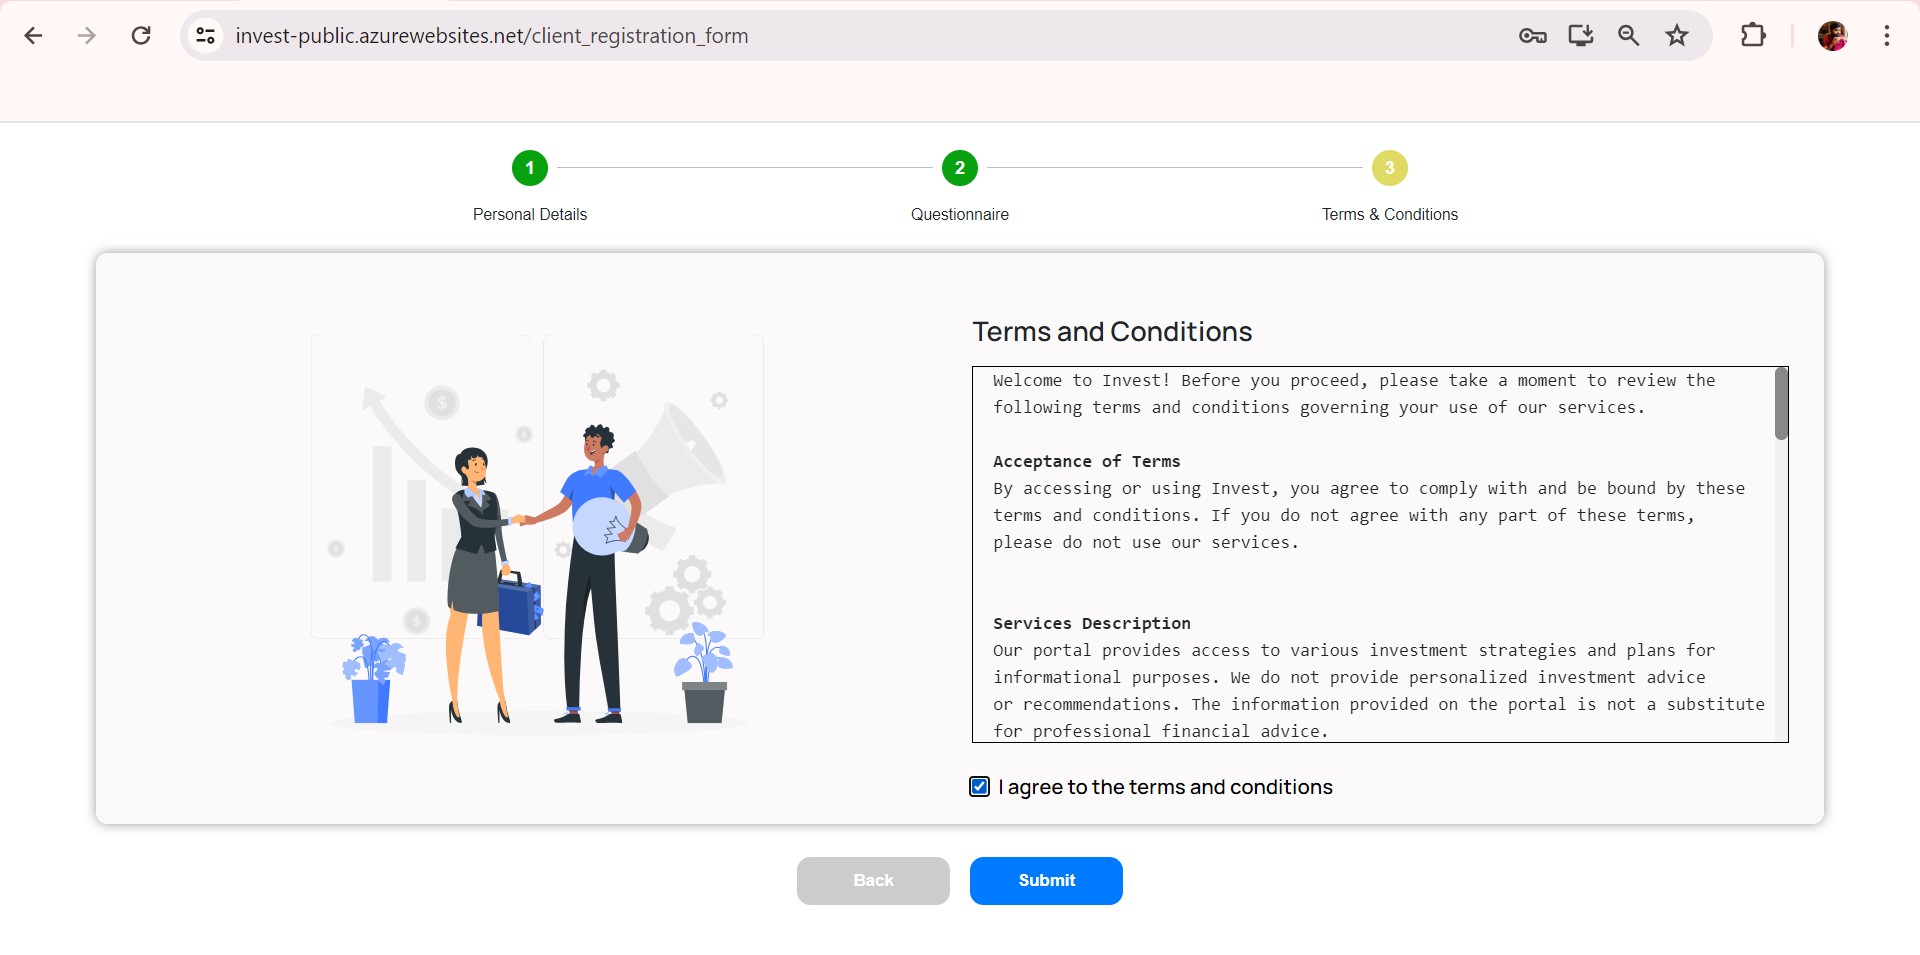 invest-public.azurewebsites.net/client_registration_form
1
2
3
Personal Details
Questionnaire
Terms & Conditions
$
$
$
Terms and Conditions
Welcome to Invest! Before you proceed, please take a moment to review the
following terms and conditions governing your use of our services.
Acceptance of Terms
By accessing or using Invest, you agree to comply with and be bound by these
terms and conditions. If you do not agree with any part of these terms,
please do not use our services.
Services Description
Our portal provides access to various investment strategies and plans for
informational purposes. We do not provide personalized investment advice
or recommendations. The information provided on the portal is not a substitute
for professional financial advice.
I agree to the terms and conditions
Back
Submit